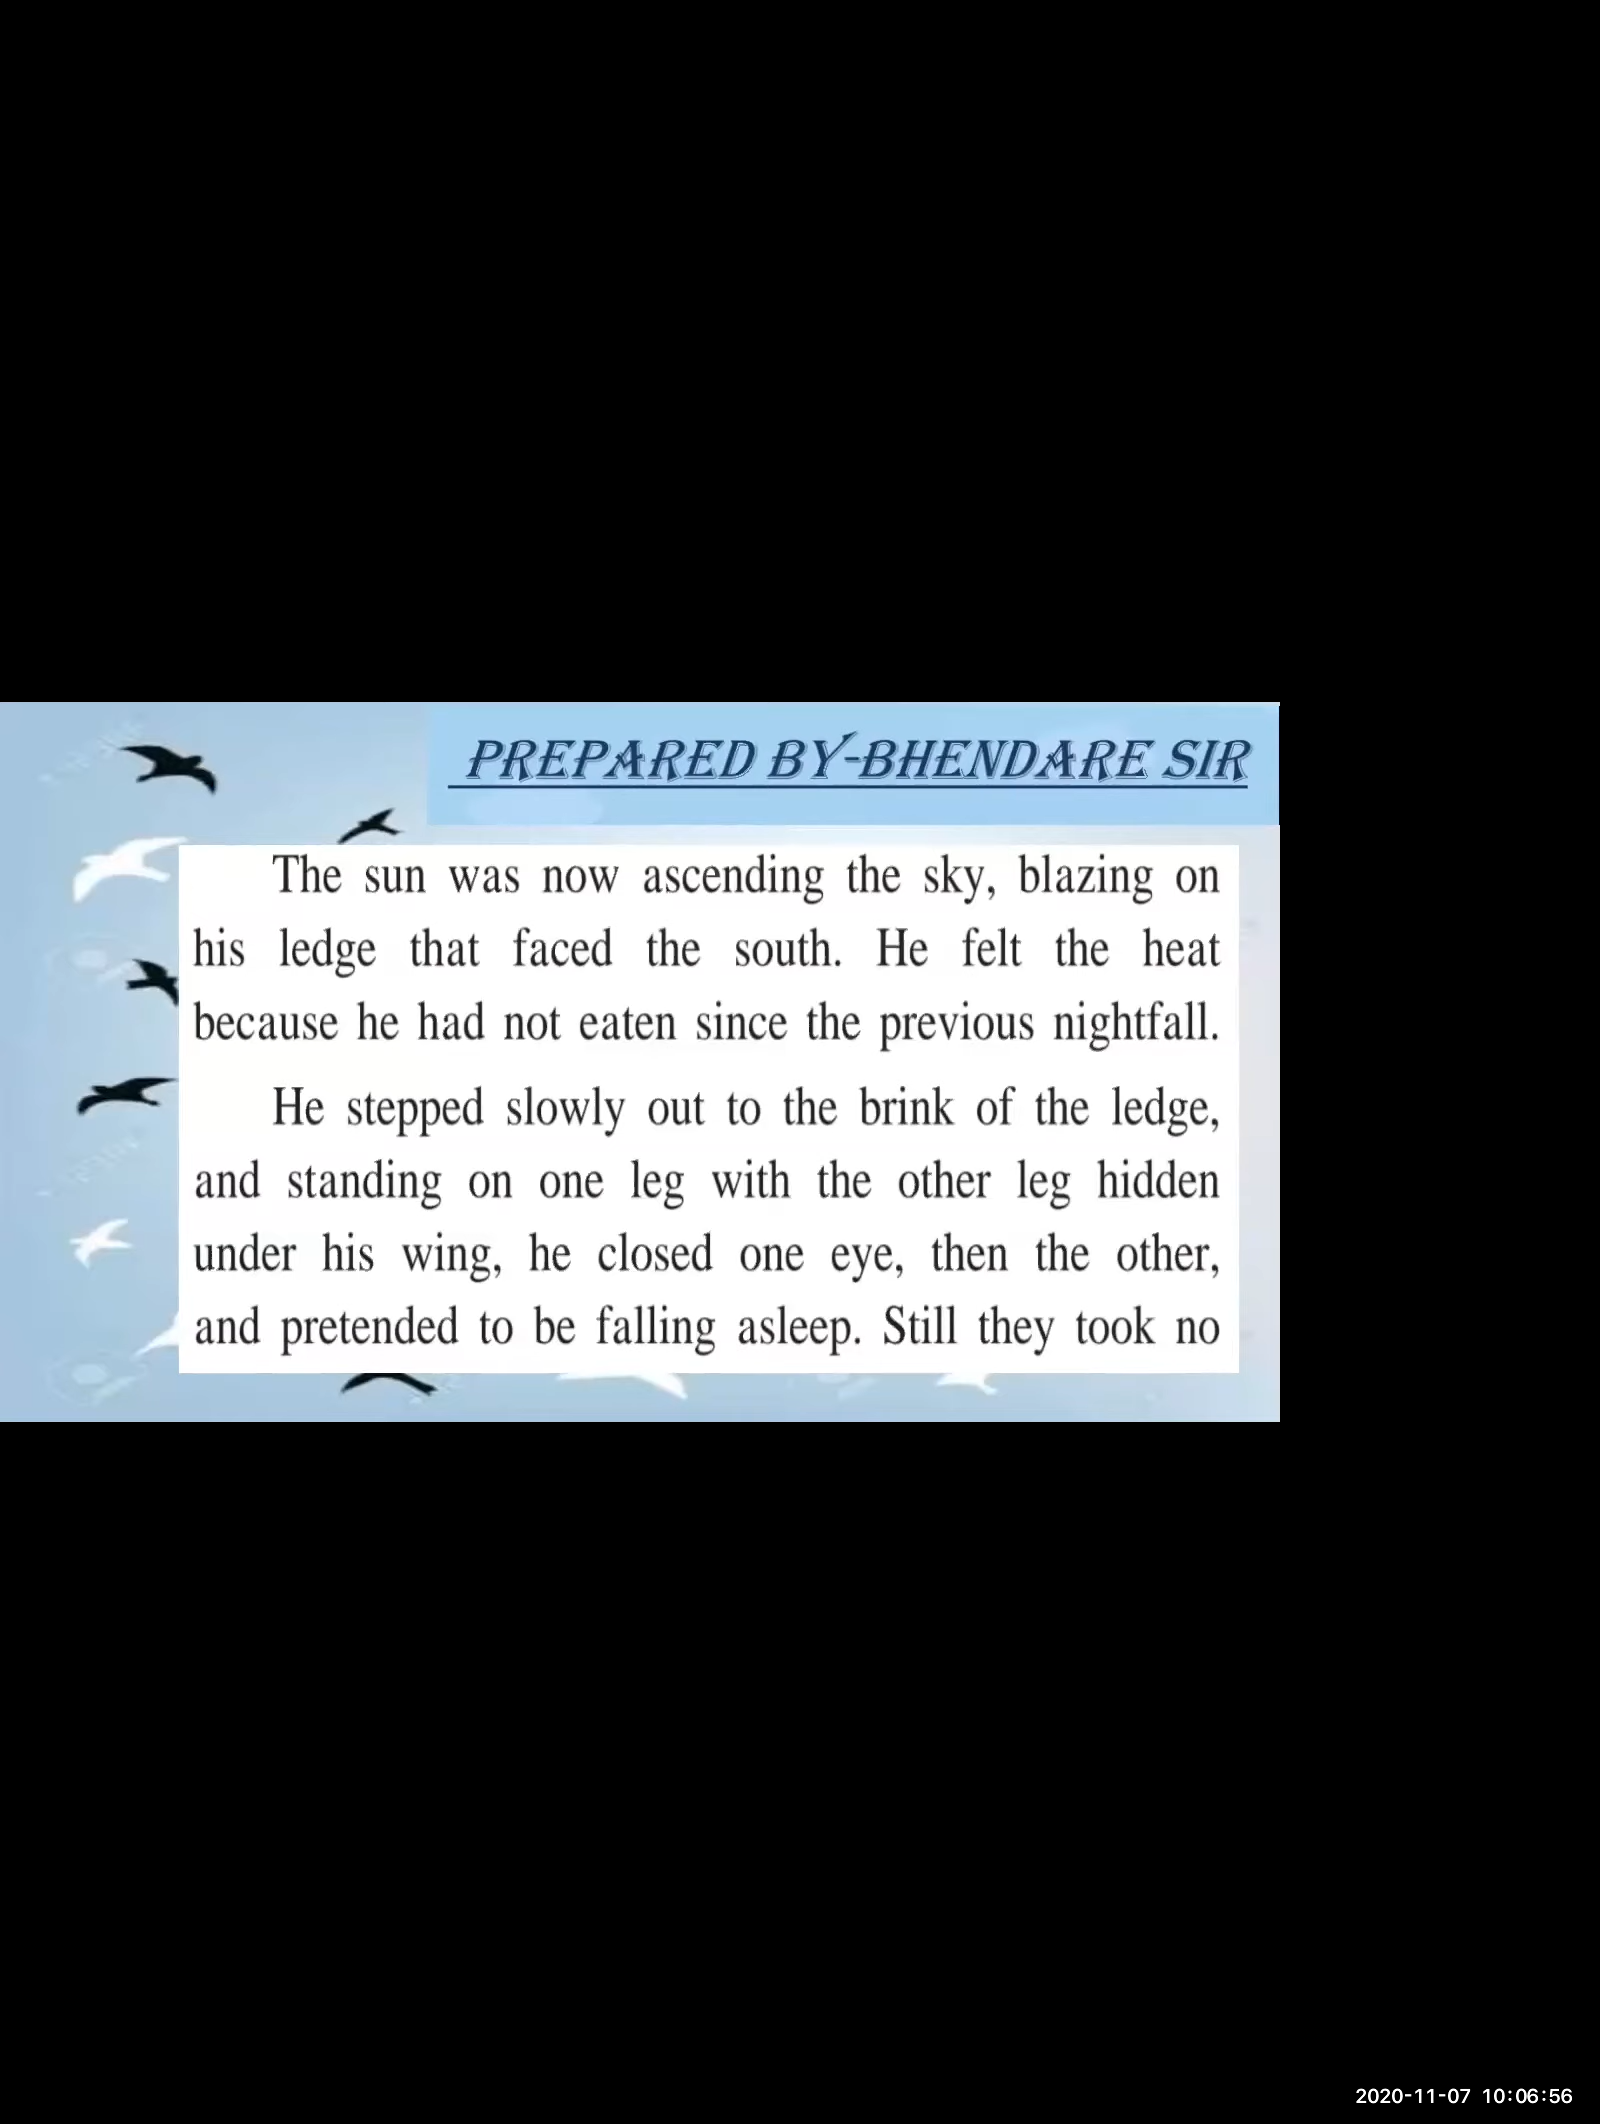 PREPARED BY-BHENDARE SIR
The sun was now ascending the sky, blazing on
his ledge that faced the south. He felt the heat
because he had not eaten since the previous nightfall.
He stepped slowly out to the brink of the ledge,
and standing on one leg with the other leg hidden
under his wing, he closed one eye, then the other,
and pretended to be falling asleep. Still they took no
2020-11-07 10:06:56